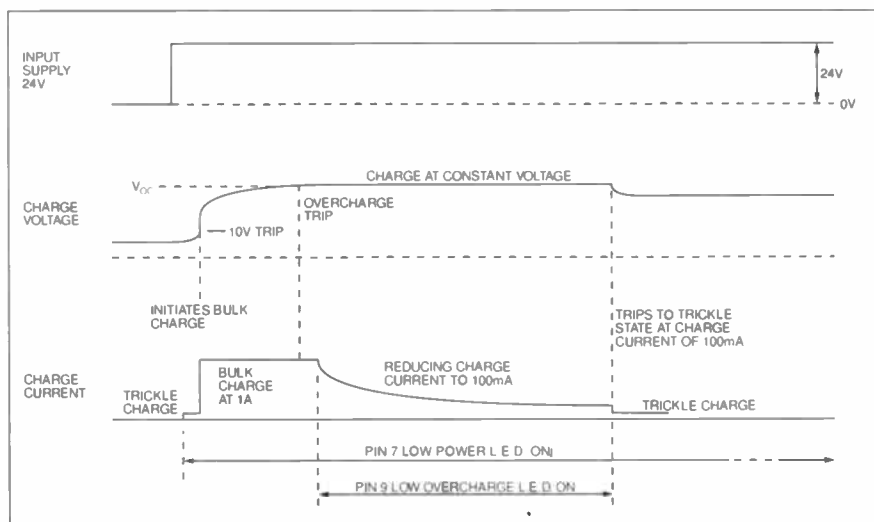 INPUT
SUPPLY
24V
24V
0V
V_OC
CHARGE AT CONSTANT VOLTAGE
OVERCHARGE
TRIP
CHARGE
VOLTAGE
10V TRIP
INITIATES BULK
CHARGE
TRIPS TO TRICKLE
STATE AT CHARGE
CURRENT OF 100mA
CHARGE
CURRENT
TRICKLE
CHARGE
BULK
CHARGE
AT 1A
REDUCING CHARGE
CURRENT TO 100mA
TRICKLE CHARGE
PIN 7 LOW POWER L.E.D. ON
PIN 9 LOW OVERCHARGE L.E.D. ON